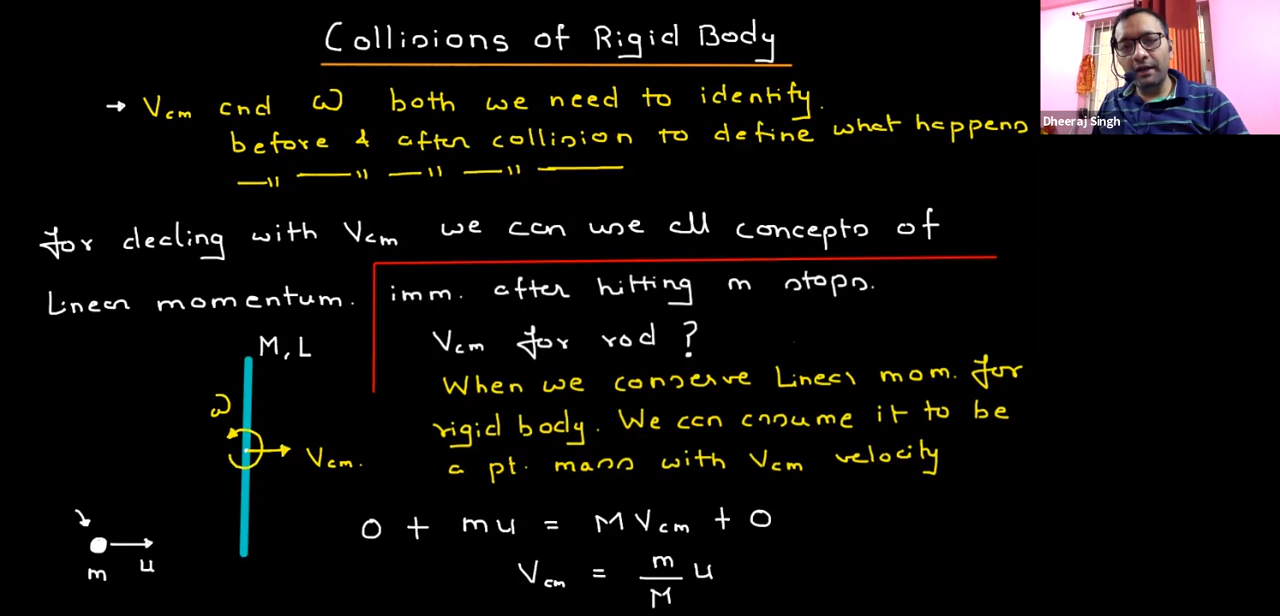 Collisions of Rigid Body
→ Vcm and ω both we need to identify.
before & after collision to define what happens
—〃 —〃 —〃 —〃 —
Dheeraj Singh
for dealing with Vcm we can use all concepts of
Linear momentum.
imm. after hitting m stops.
Vcm for rod ?
When we conserve Linear mom. for
rigid body. We can assume it to be
a pt. mass with Vcm velocity
M, L
ω
Vcm.
m
u
0 + mu = MVcm + 0
Vcm = m/M u